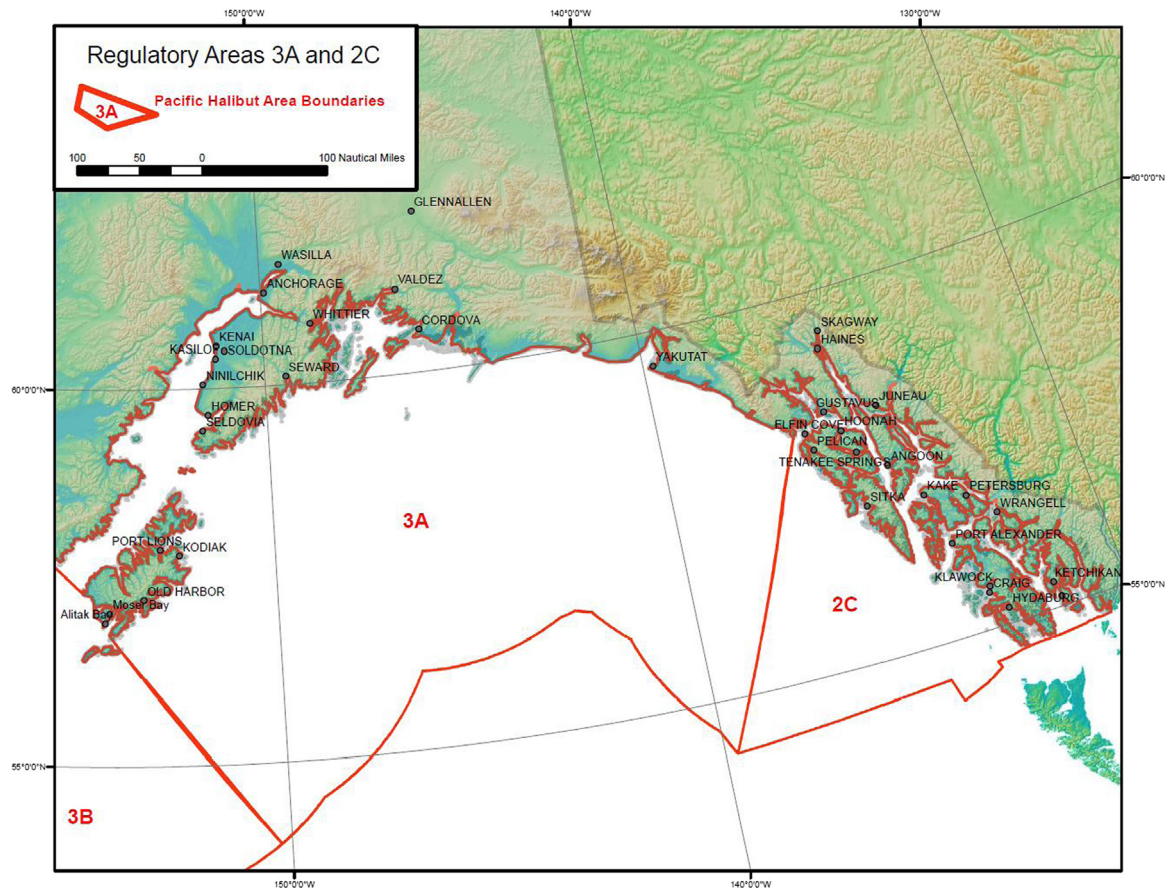 150°0'0"W
140°0'0"W
130°0'0"W
Regulatory Areas 3A and 2C
3A
Pacific Halibut Area Boundaries
100
50
0
100 Nautical Miles
60°0'0"N
GLENNALLEN
WASILLA
ANCHORAGE
VALDEZ
WHITTIER
CORDOVA
SKAGWAY
KENAI
KASILOF
SOLDOTNA
HAINES
YAKUTAT
SEWARD
NINILCHIK
60°0'0"N
JUNEAU
GUSTAVUS
HOMER
SELDOVIA
HOONAH
ELFIN COVE
PELICAN
ANGOON
TENAKEE SPRINGS
KAKE
PETERSBURG
SITKA
WRANGELL
3A
PORT ALEXANDER
PORT LIONS
KODIAK
KETCHIKAN
KLAWOCK
CRAIG
55°0'0"N
OLD HARBOR
HYDABURG
Moser Bay
2C
Alitak Bay
55°0'0"N
3B
150°0'0"W
140°0'0"W